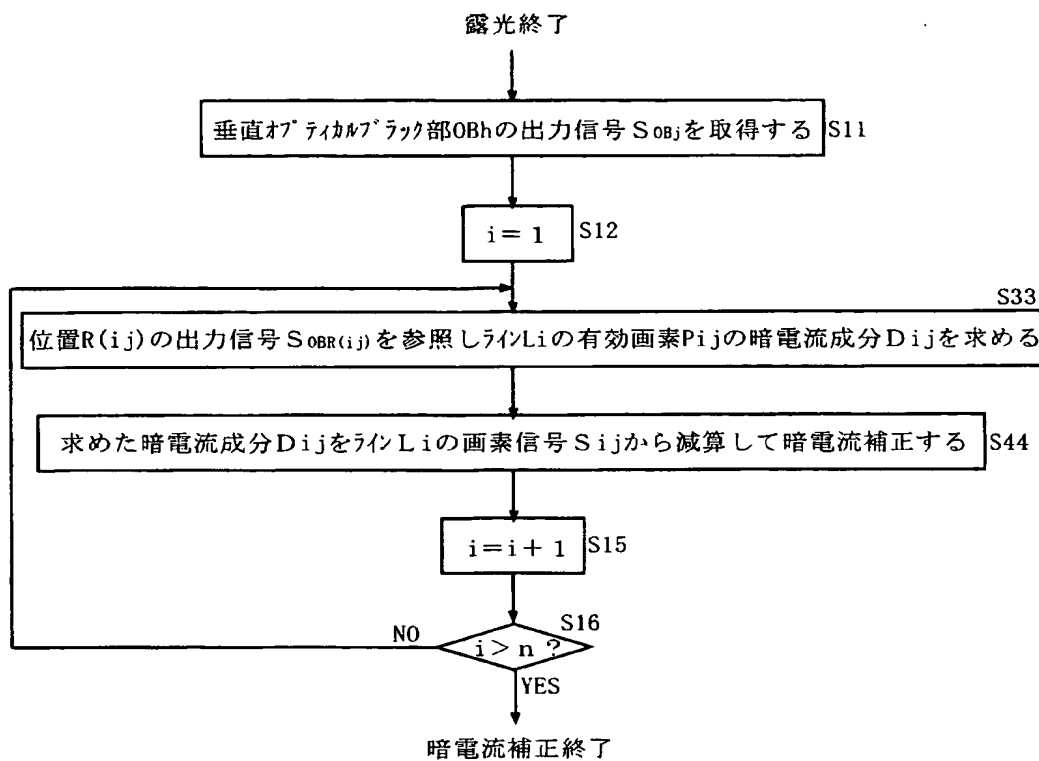 露光終了
垂直ｵﾌﾟﾃｨｶﾙﾌﾞﾗｯｸ部OBhの出力信号SOBjを取得する S11
i＝1 S12
S33
位置R(ij)の出力信号SOBR(ij)を参照しﾗｲﾝLiの有効画素Pijの暗電流成分Dijを求める
求めた暗電流成分DijをﾗｲﾝLiの画素信号Sijから減算して暗電流補正する S44
i＝i＋1 S15
S16
NO i＞n？
YES
暗電流補正終了